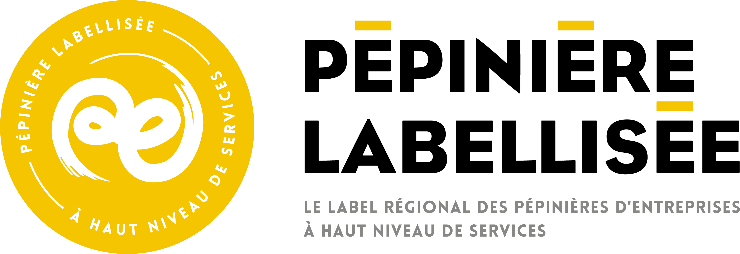 PÉPINIÈRE LABELLISÉE
À HAUT NIVEAU DE SERVICES
PÉPINIÈRE
LABELLISÉE
LE LABEL RÉGIONAL DES PÉPINIÈRES D'ENTREPRISES
À HAUT NIVEAU DE SERVICES